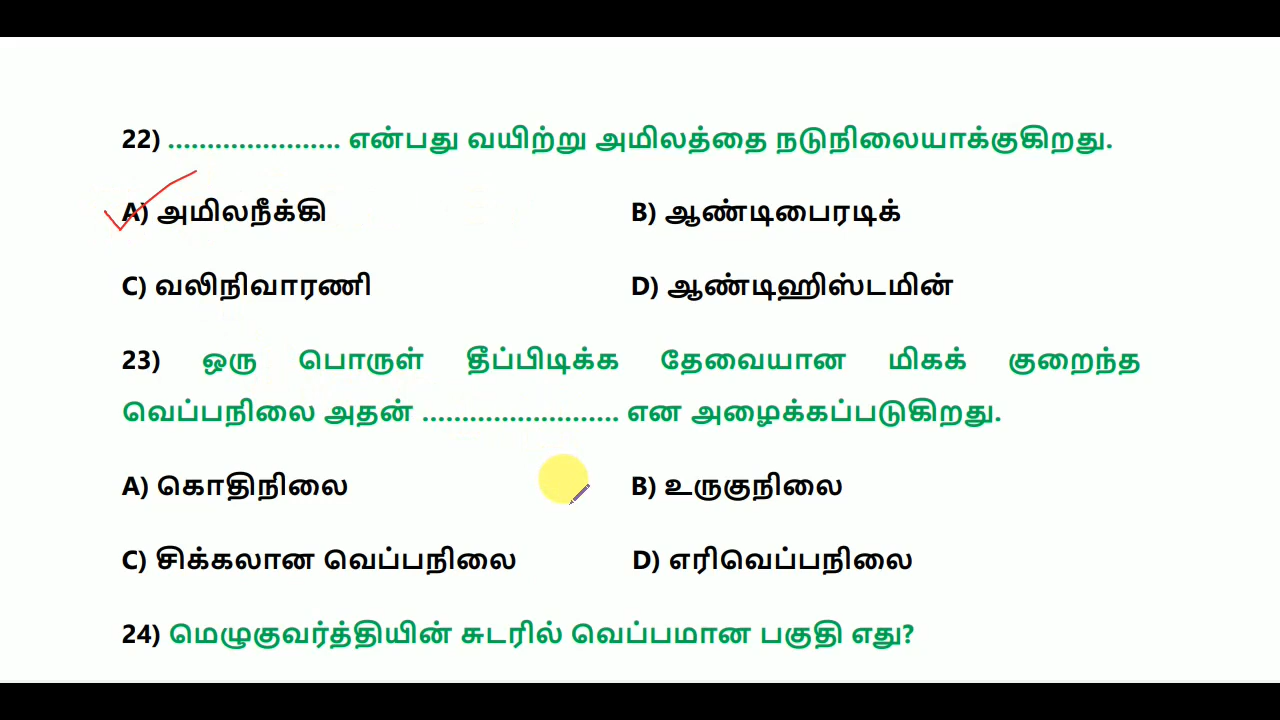 22) ...................... என்பது வயிற்று அமிலத்தை நடுநிலையாக்குகிறது.
A) அமிலநீக்கி B) ஆண்டிபைரடிக்
C) வலிநிவாரணி D) ஆண்டிஹிஸ்டமின்
23) ஒரு பொருள் தீப்பிடிக்க தேவையான மிகக் குறைந்த
வெப்பநிலை அதன் ......................... என அழைக்கப்படுகிறது.
A) கொதிநிலை B) உருகுநிலை
C) சிக்கலான வெப்பநிலை D) எரிவெப்பநிலை
24) மெழுகுவர்த்தியின் சுடரில் வெப்பமான பகுதி எது?